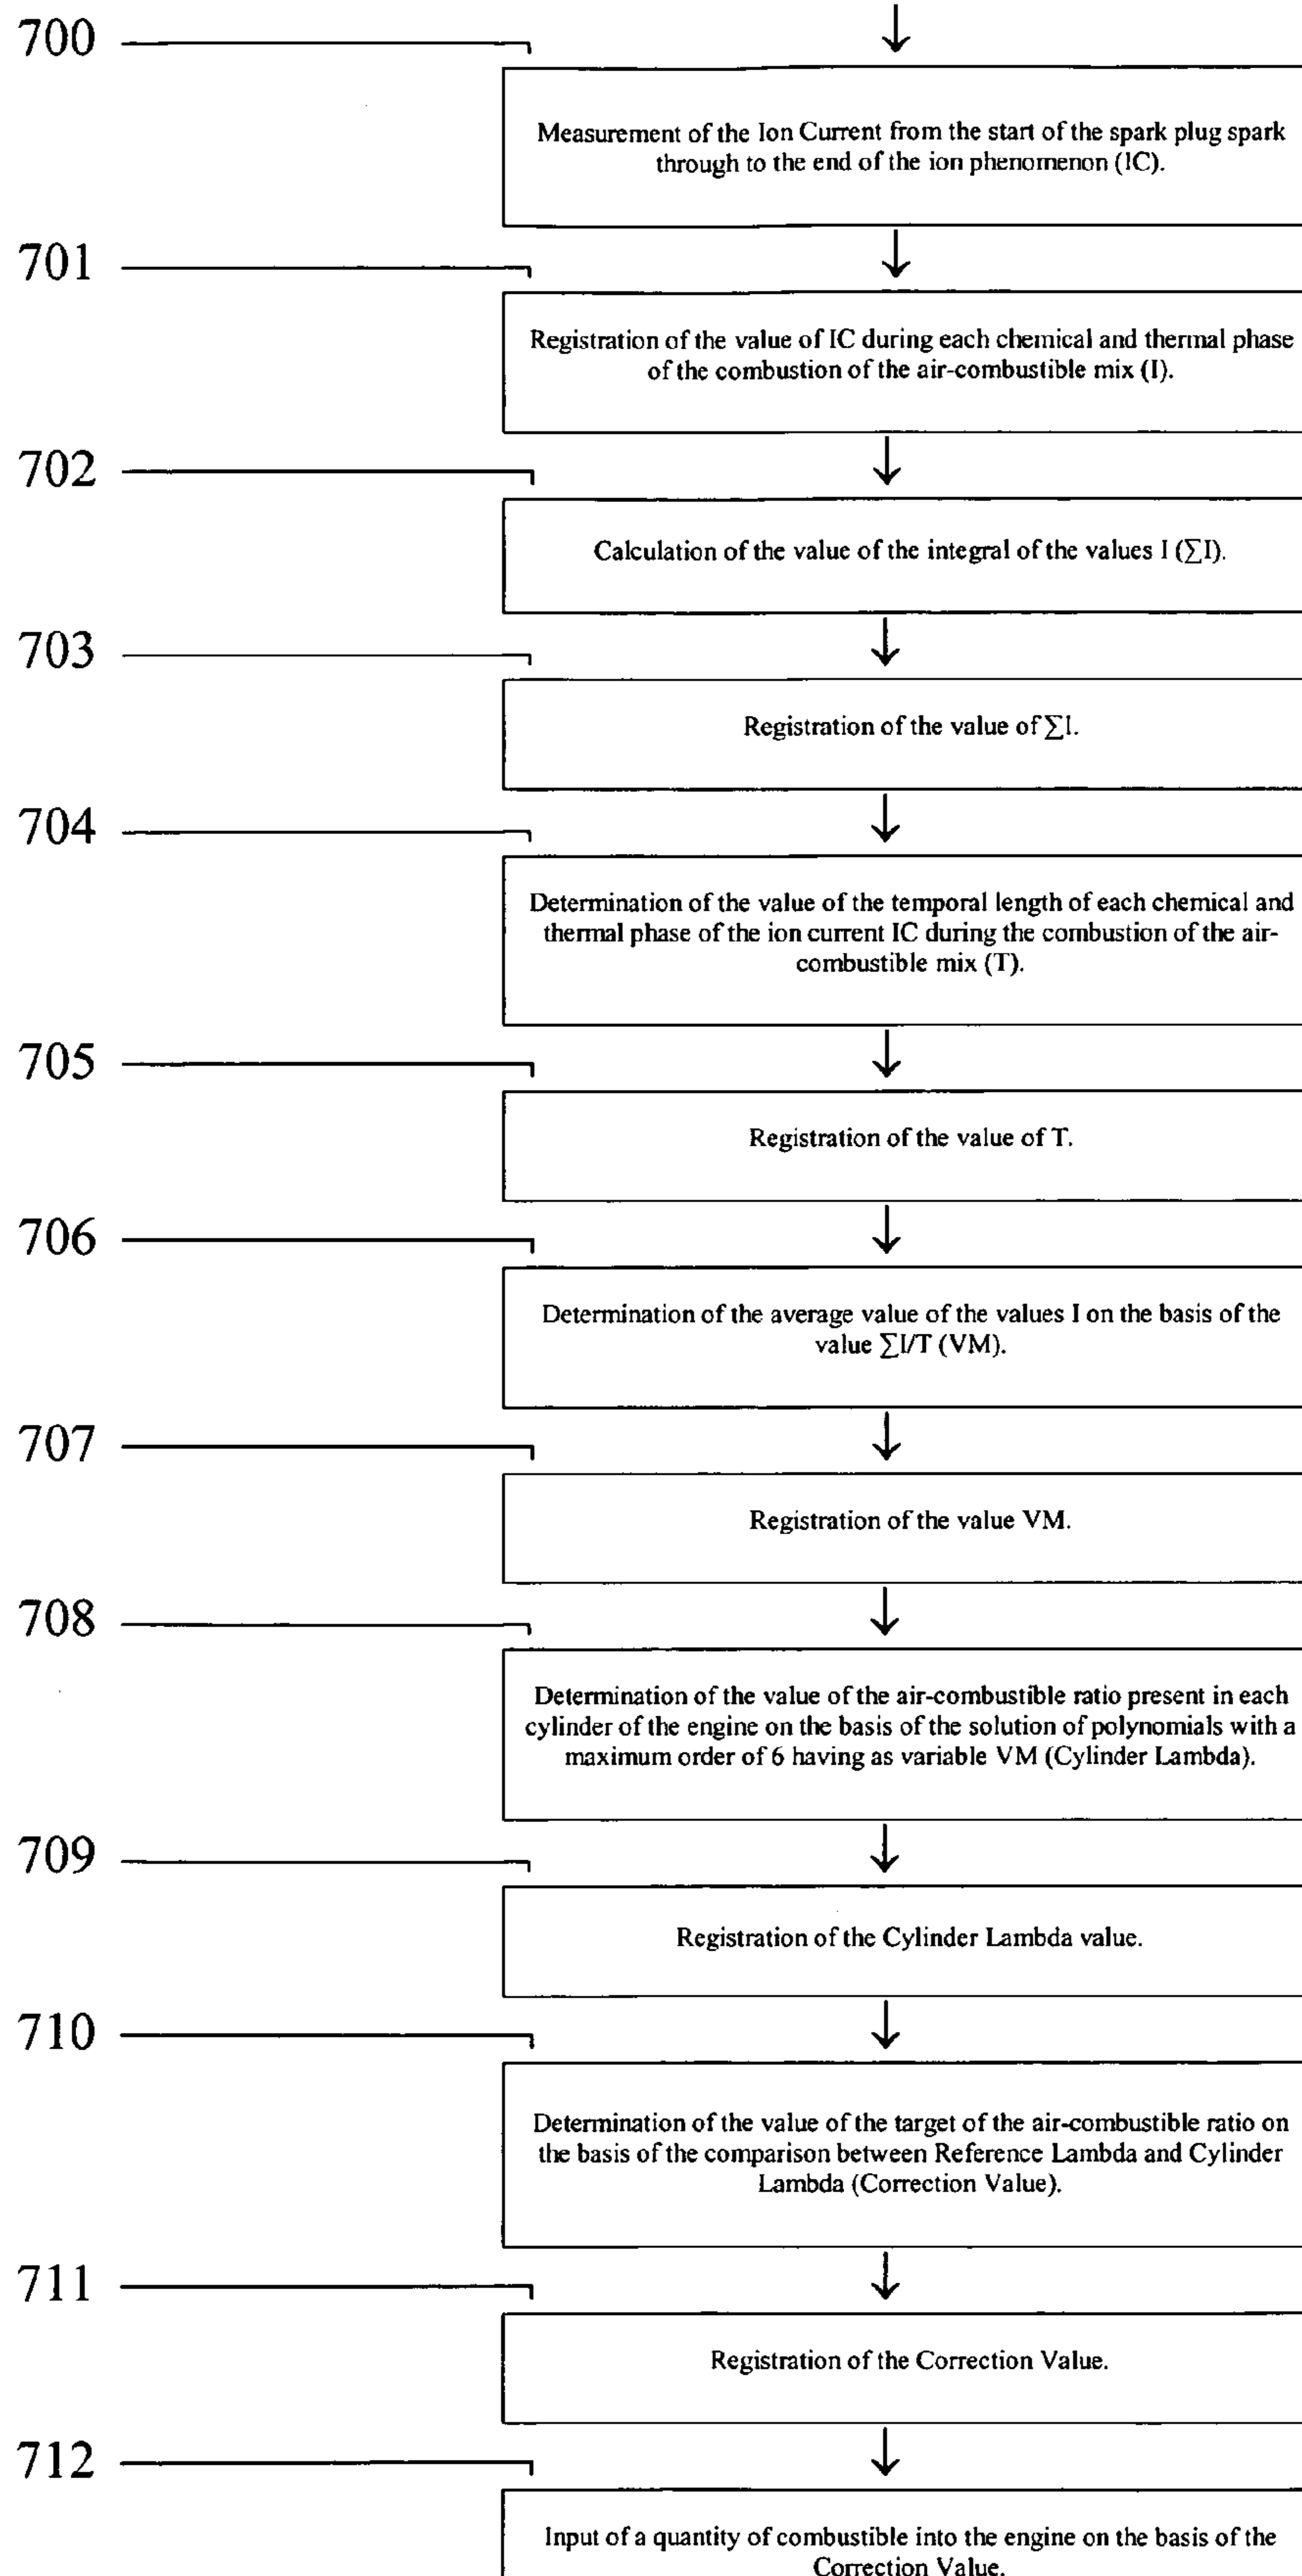 700
Measurement of the Ion Current from the start of the spark plug spark
through to the end of the ion phenomenon (IC).
701
Registration of the value of IC during each chemical and thermal phase
of the combustion of the air-combustible mix (I).
702
Calculation of the value of the integral of the values I (∑I).
703
Registration of the value of ∑I.
704
Determination of the value of the temporal length of each chemical and
thermal phase of the ion current IC during the combustion of the air-
combustible mix (T).
705
Registration of the value of T.
706
Determination of the average value of the values I on the basis of the
value ∑I/T (VM).
707
Registration of the value VM.
708
Determination of the value of the air-combustible ratio present in each
cylinder of the engine on the basis of the solution of polynomials with a
maximum order of 6 having as variable VM (Cylinder Lambda).
709
Registration of the Cylinder Lambda value.
710
Determination of the value of the target of the air-combustible ratio on
the basis of the comparison between Reference Lambda and Cylinder
Lambda (Correction Value).
711
Registration of the Correction Value.
712
Input of a quantity of combustible into the engine on the basis of the
Correction Value.